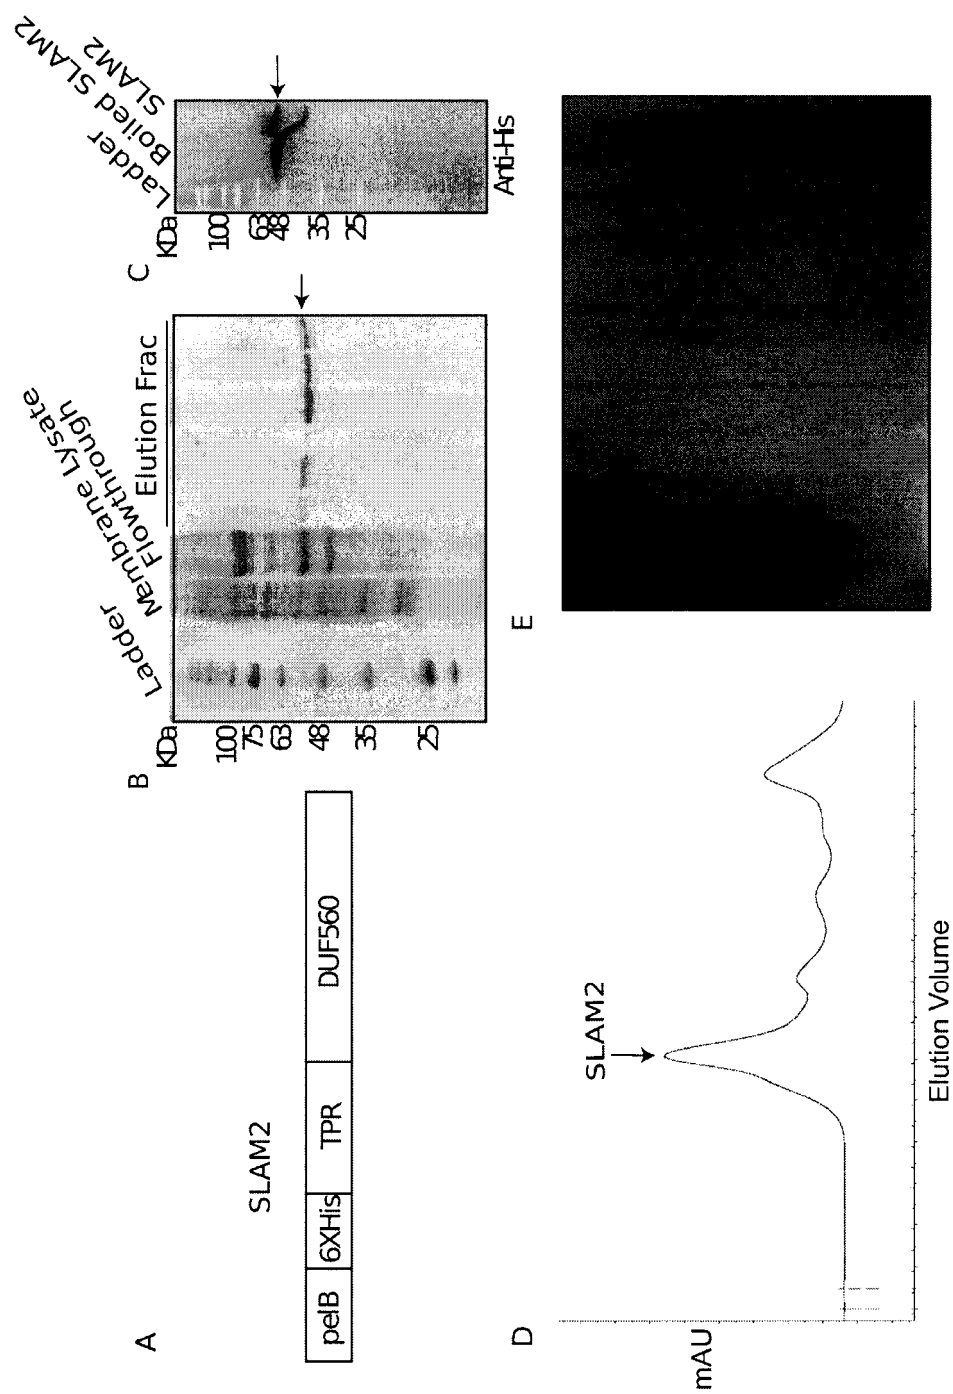 A
SLAM2
pelB 6XHis TPR DUF560
B
KDa
Ladder
Membrane Lysate
Flowthrough
Elution Frac
100
75
63
48
35
25
C
KDa
Ladder
Boiled SLAM2
SLAM2
100
63
48
35
25
Anti-His
D
mAU
SLAM2
Elution Volume
E